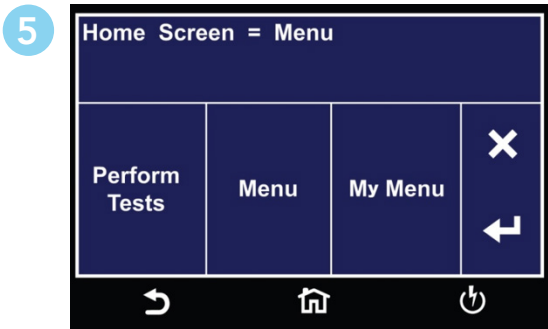 5
Home Screen = Menu
Perform
Tests
Menu
My Menu